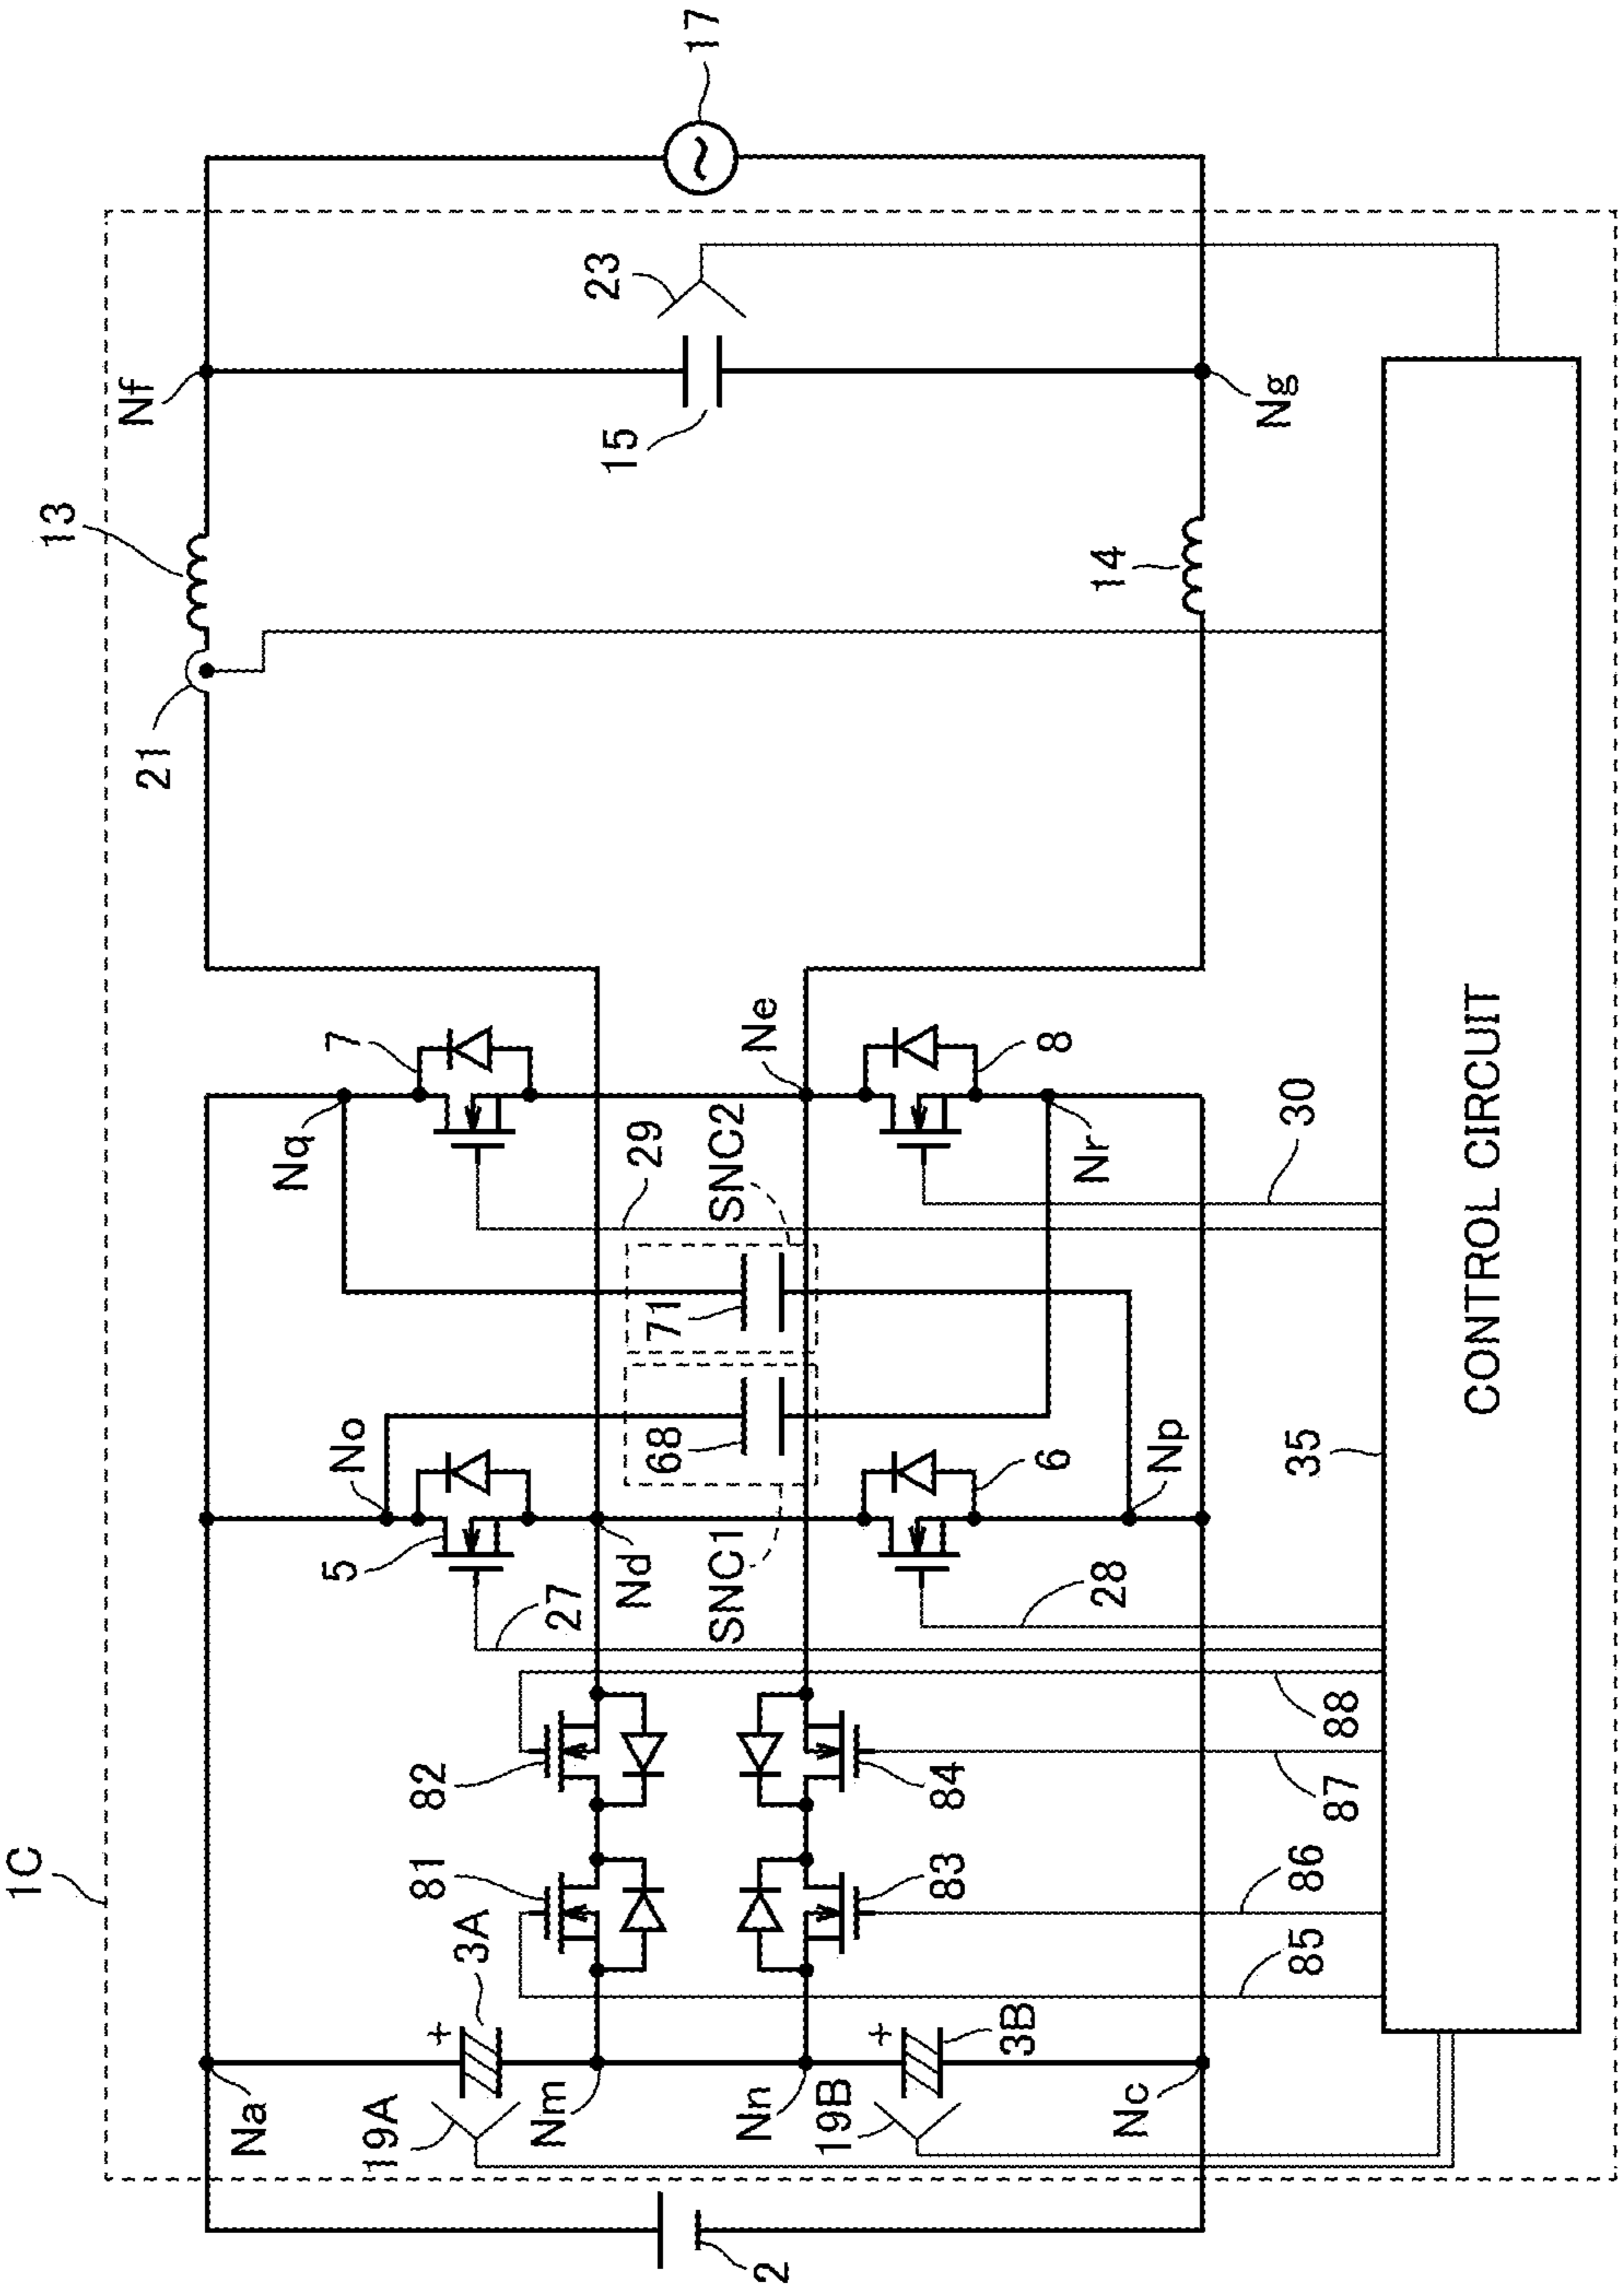 1C
13
21
Nf
17
23
15
Ng
14
7
Nq
Ne
8
29
SNC2
Nr
30
71
68
No
5
6
Np
Nd
SNC1
27
28
35
CONTROL CIRCUIT
82
84
88
87
81
83
86
85
3A
+
3B
+
Na
19A
Nm
Nn
19B
Nc
2